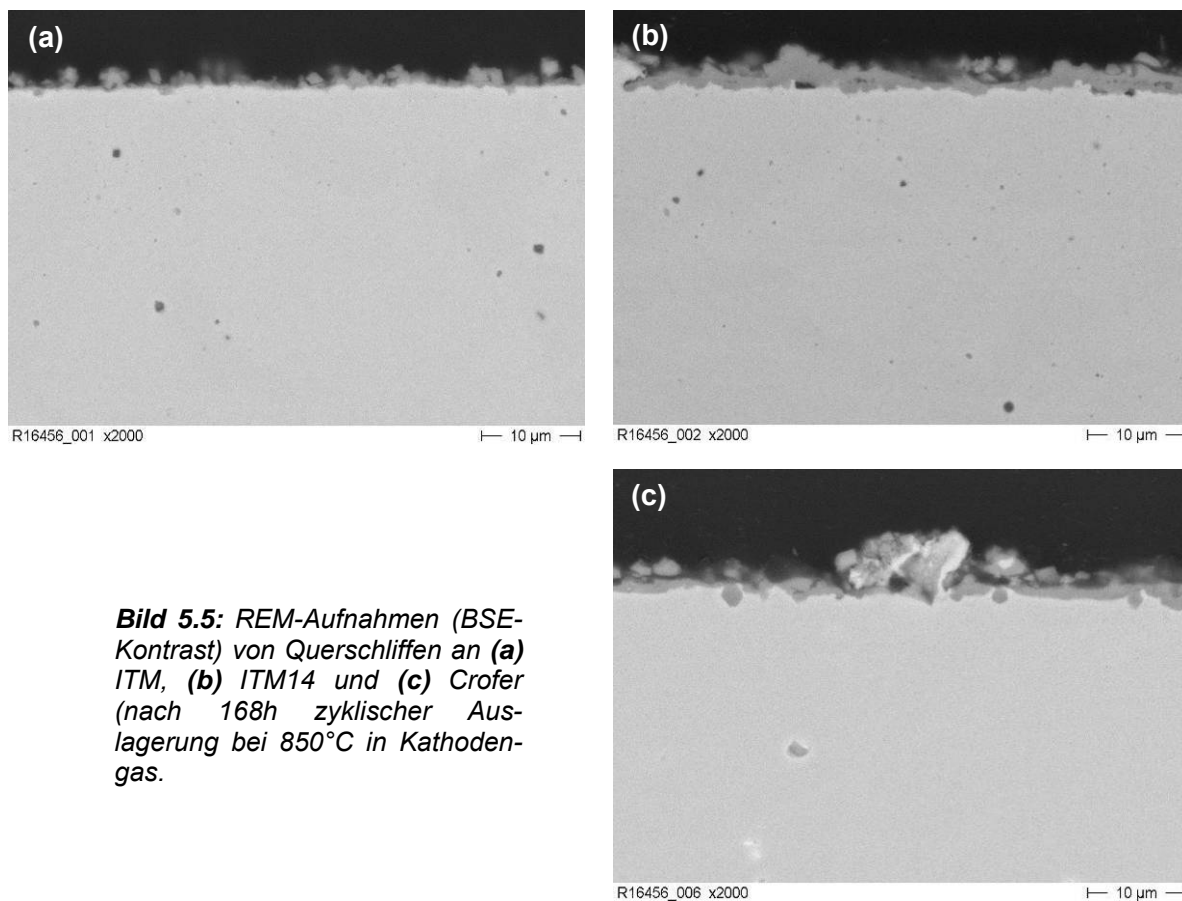 (a)
R16456_001 x2000
10 µm
(b)
R16456_002 x2000
10 µm
Bild 5.5: REM-Aufnahmen (BSE-
Kontrast) von Querschliffen an (a)
ITM, (b) ITM14 und (c) Crofer
(nach 168h zyklischer Aus-
lagerung bei 850°C in Kathoden-
gas.
(c)
R16456_006 x2000
10 µm